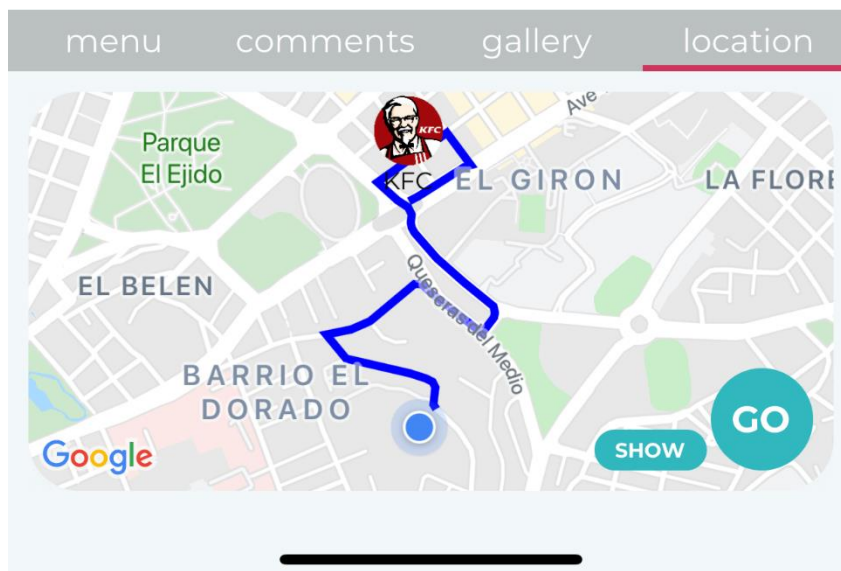 menu comments gallery location
Ave
Parque
El Ejido
KFC
KFC
EL GIRON
LA FLORE
EL BELEN
Queseras del Medio
BARRIO EL
DORADO
GO
SHOW
Google